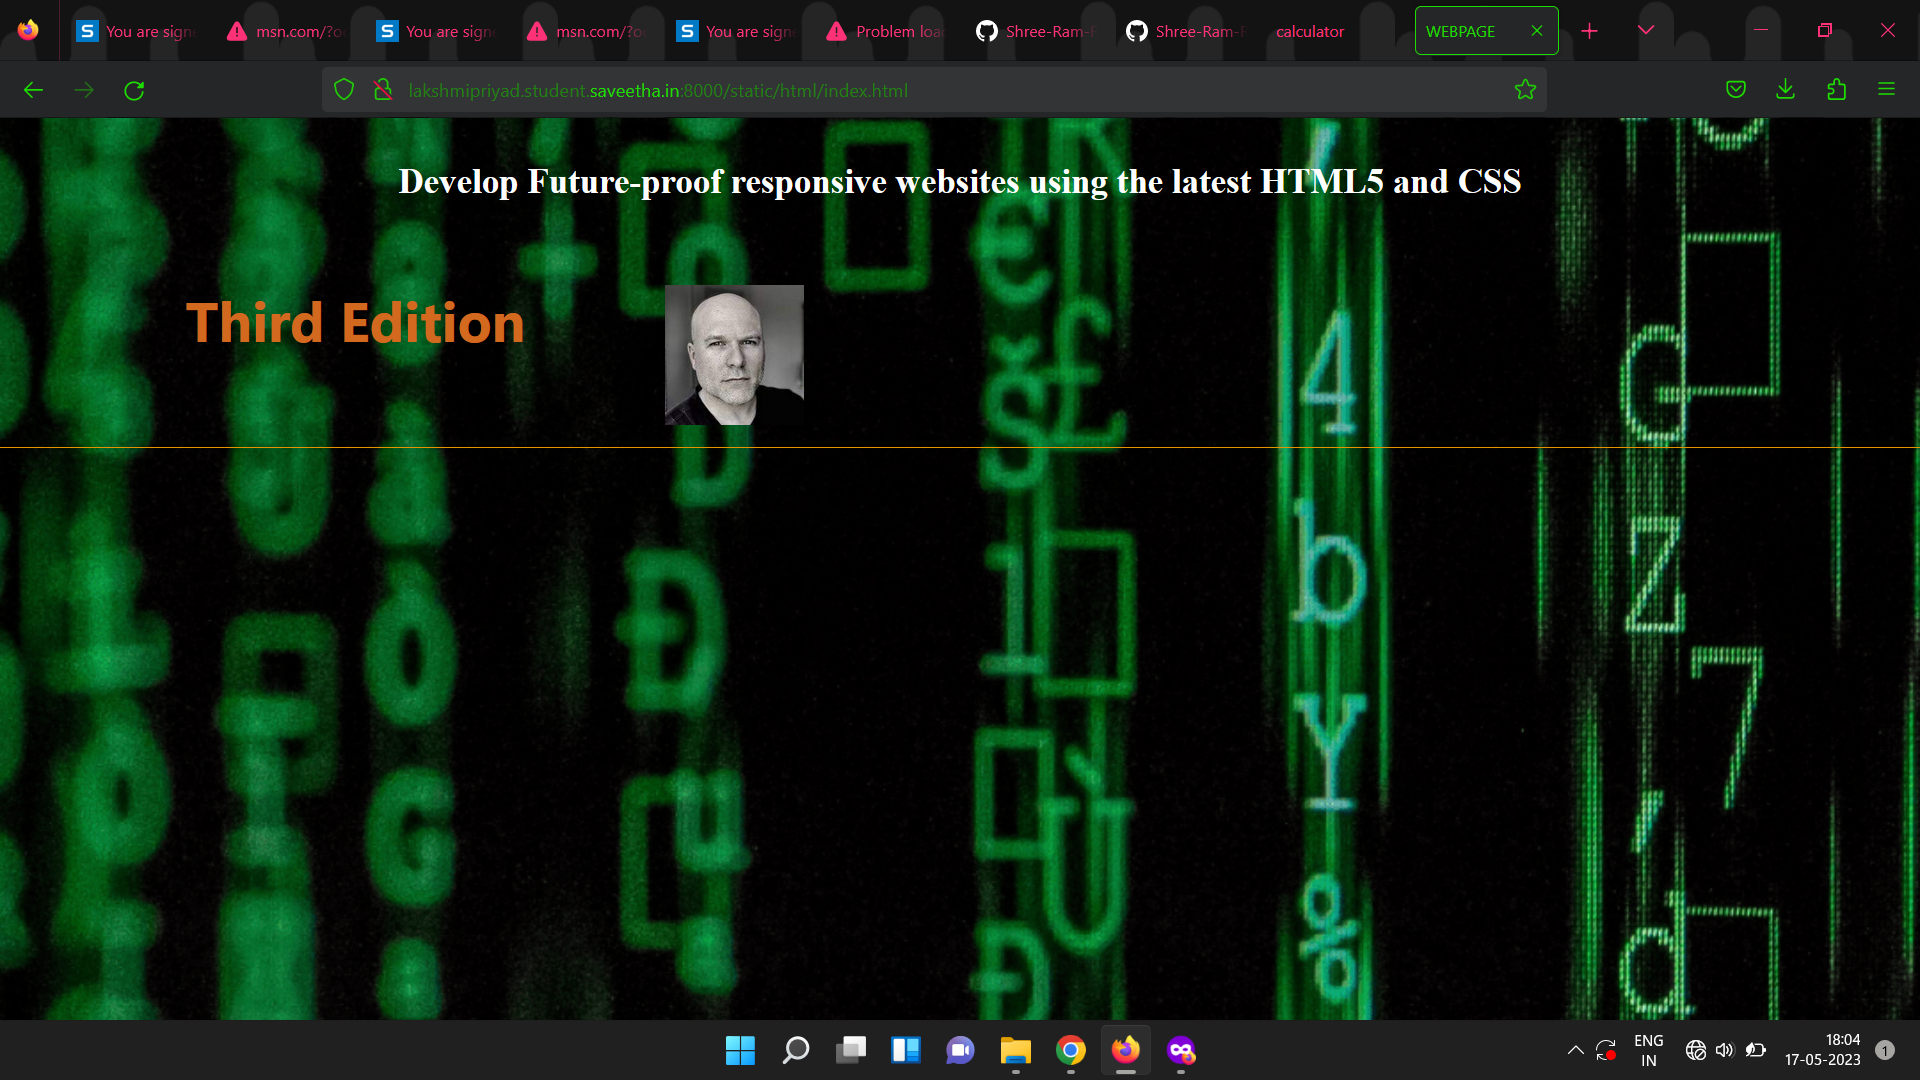 You are sign
msn.com/?o
You are sign
msn.com/?o
You are sign
Problem loa
Shree-Ram-
Shree-Ram-
calculator
WEBPAGE
lakshmipriyad.student.saveetha.in:8000/static/html/index.html
Develop Future-proof responsive websites using the latest HTML5 and CSS
Third Edition
4
b
Y
%
G
Z
7
d
ENG
IN
18:04
17-05-2023
1